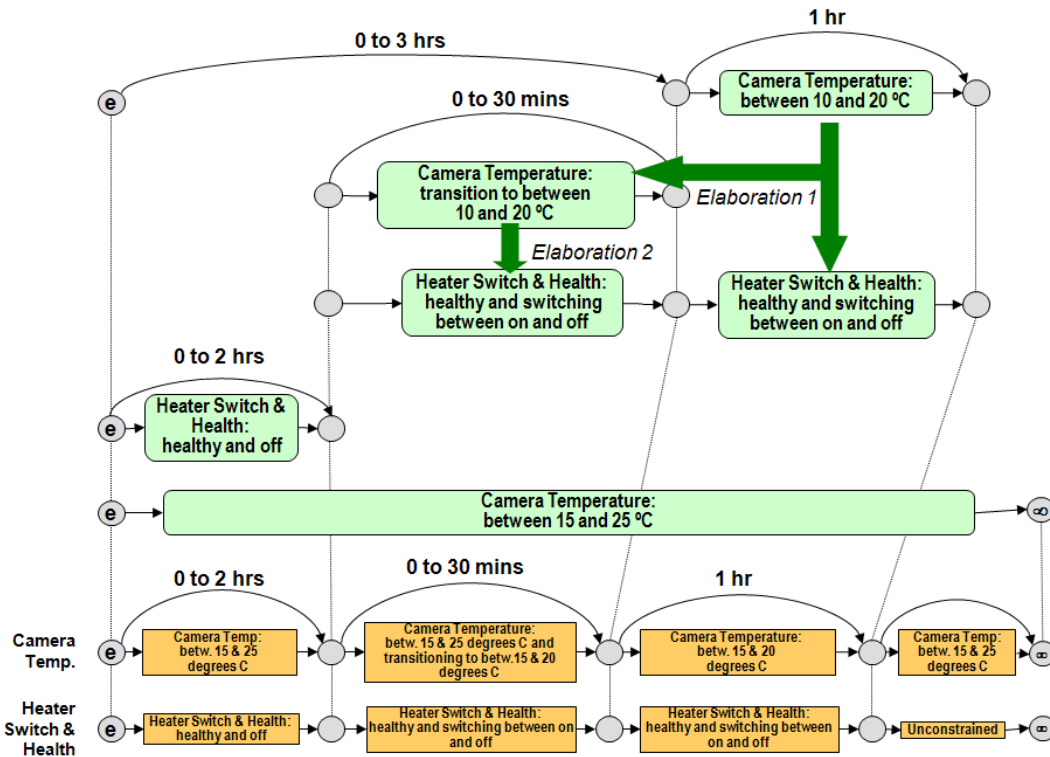 1 hr
0 to 3 hrs
e
Camera Temperature:
between 10 and 20 ºC
0 to 30 mins
Camera Temperature:
transition to between
10 and 20 ºC
Elaboration 1
Elaboration 2
Heater Switch & Health:
healthy and switching
between on and off
Heater Switch & Health:
healthy and switching
between on and off
0 to 2 hrs
e
Heater Switch &
Health:
healthy and off
e
Camera Temperature:
between 15 and 25 ºC
∞
0 to 2 hrs
0 to 30 mins
1 hr
Camera
Temp.
e
Camera Temp:
betw. 15 & 25
degrees C
Camera Temperature:
betw. 15 & 25 degrees C and
transitioning to betw.15 & 20
degrees C
Camera Temperature:
betw. 15 & 20
degrees C
Camera Temp:
betw. 15 & 25
degrees C
∞
Heater
Switch &
Health
e
Heater Switch & Health:
healthy and off
Heater Switch & Health:
healthy and switching between on
and off
Heater Switch & Health:
healthy and switching between
on and off
Unconstrained
∞